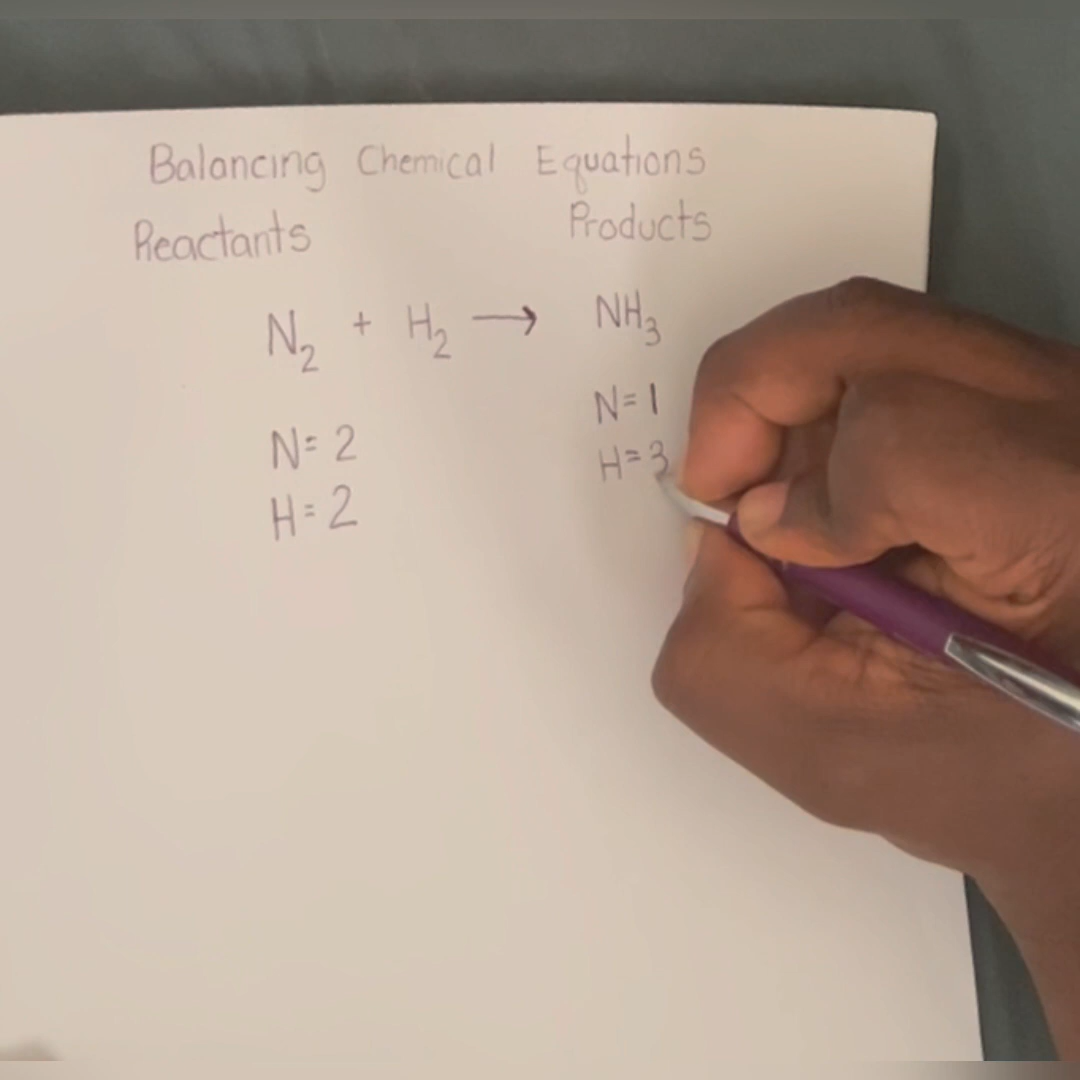 Balancing Chemical Equations
Reactants Products
N₂ + H₂ → NH₃
N=2 N=1
H=2 H=3